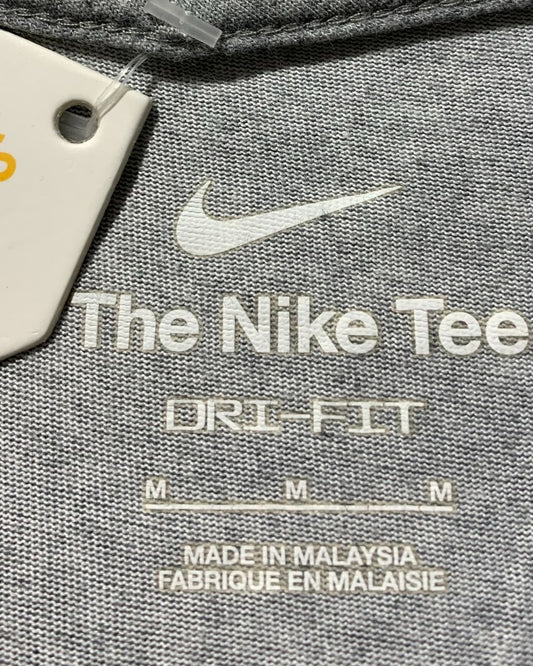 The Nike Tee
DRI-FIT
M M M
MADE IN MALAYSIA
FABRIQUE EN MALAISIE